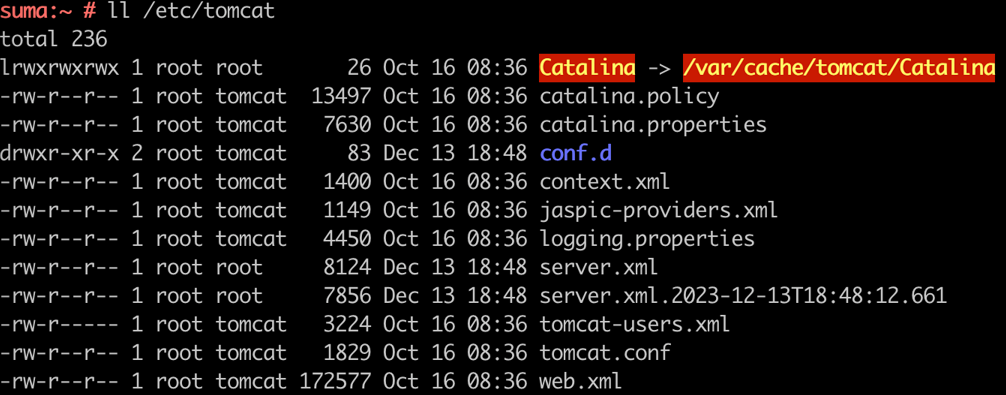 suma:~ # ll /etc/tomcat
total 236
lrwxrwxrwx 1 root root       26 Oct 16 08:36 Catalina -> /var/cache/tomcat/Catalina
-rw-r--r-- 1 root tomcat  13497 Oct 16 08:36 catalina.policy
-rw-r--r-- 1 root tomcat   7630 Oct 16 08:36 catalina.properties
drwxr-xr-x 2 root tomcat     83 Dec 13 18:48 conf.d
-rw-r--r-- 1 root tomcat   1400 Oct 16 08:36 context.xml
-rw-r--r-- 1 root tomcat   1149 Oct 16 08:36 jaspic-providers.xml
-rw-r--r-- 1 root tomcat   4450 Oct 16 08:36 logging.properties
-rw-r--r-- 1 root root     8124 Dec 13 18:48 server.xml
-rw-r--r-- 1 root root     7856 Dec 13 18:48 server.xml.2023-12-13T18:48:12.661
-rw-r----- 1 root tomcat   3224 Oct 16 08:36 tomcat-users.xml
-rw-r--r-- 1 root tomcat   1829 Oct 16 08:36 tomcat.conf
-rw-r--r-- 1 root tomcat 172577 Oct 16 08:36 web.xml